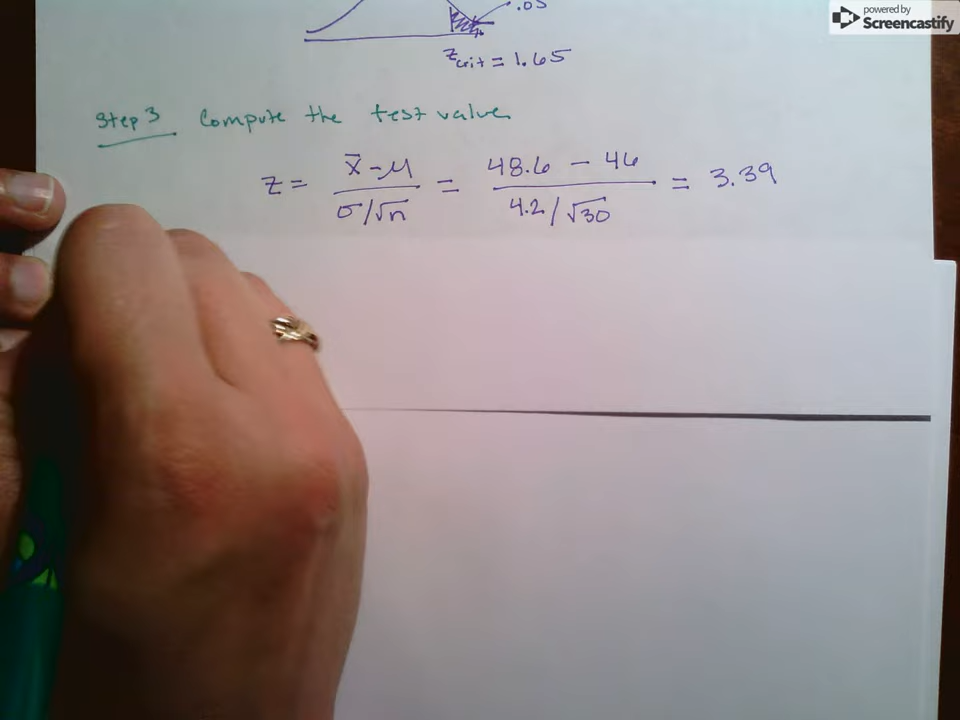 powered by
Screencastify
.05
zcrit = 1.65
Step 3 Compute the test value
z = x̄-μ / σ/√n = 48.6 - 46 / 4.2/√30 = 3.39